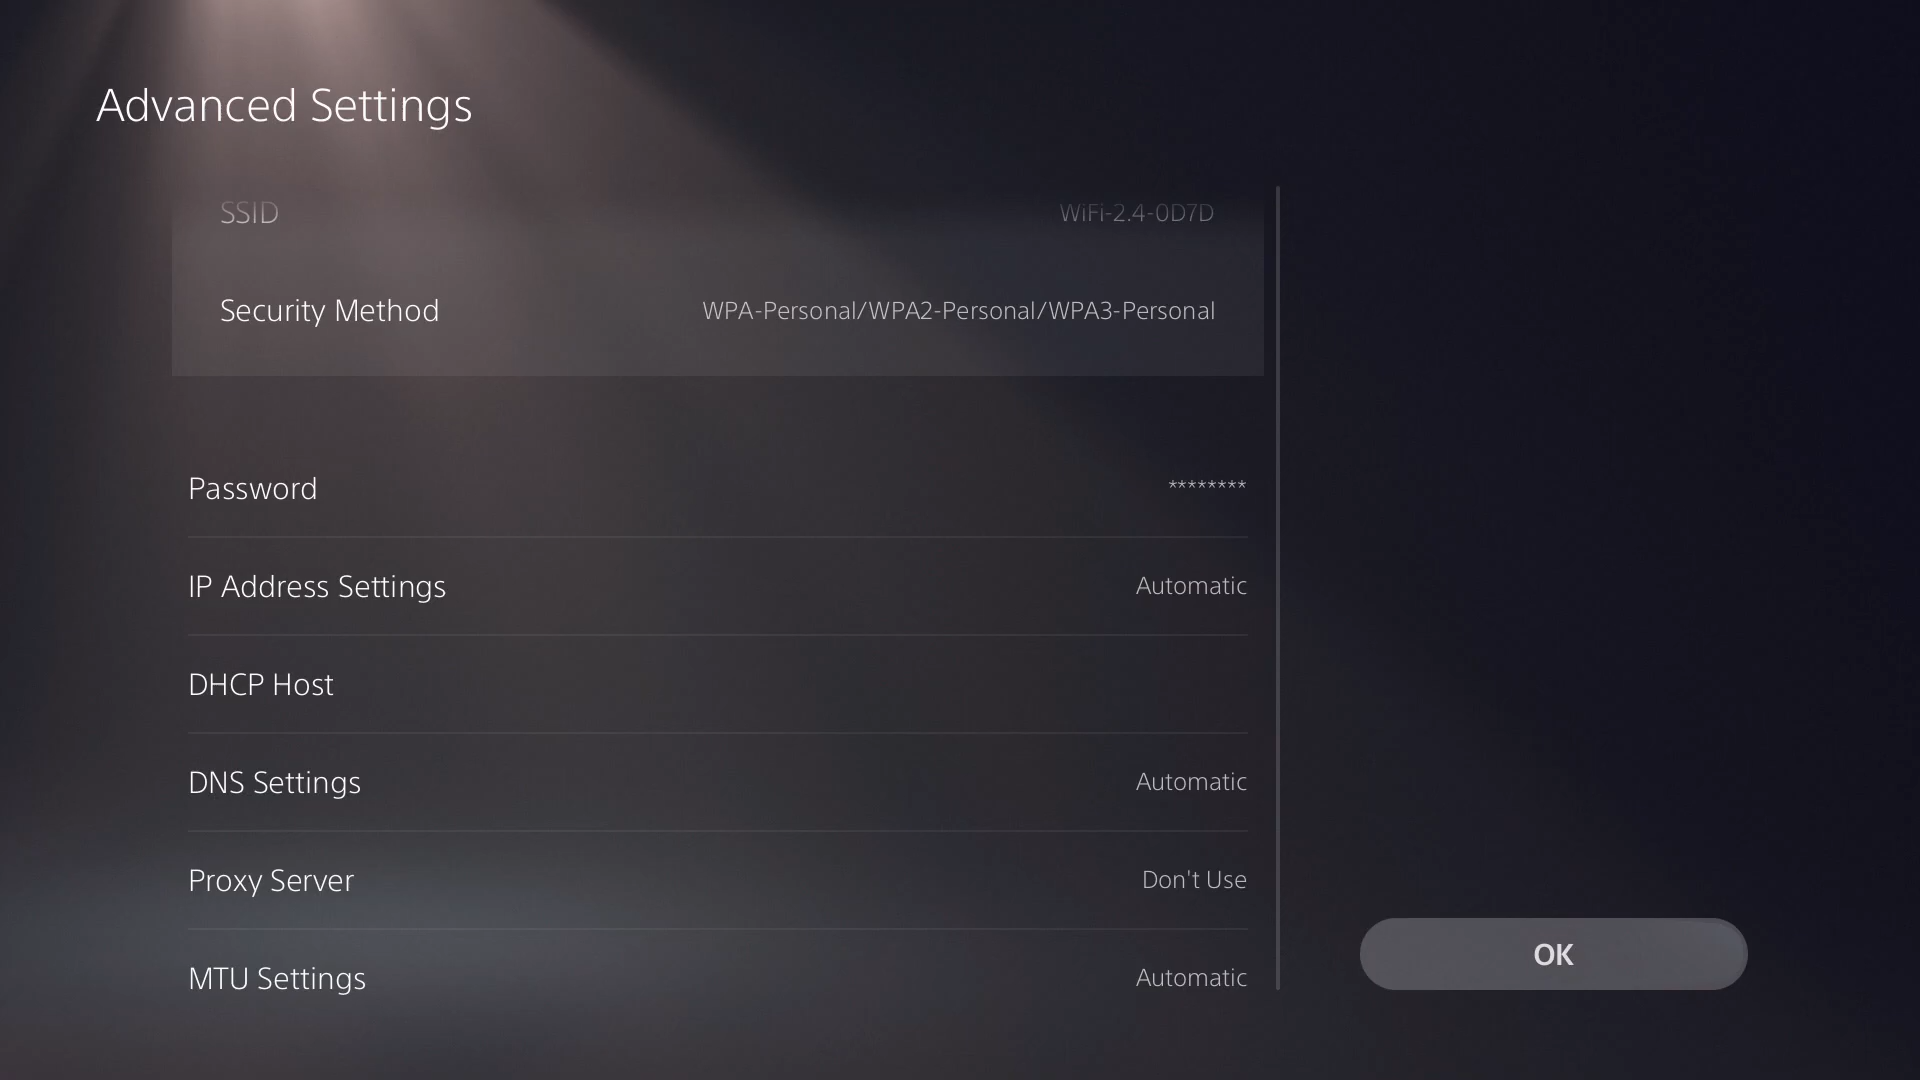 Advanced Settings
SSID WiFi-2.4-0D7D
Security Method WPA-Personal/WPA2-Personal/WPA3-Personal
Password ********
IP Address Settings Automatic
DHCP Host
DNS Settings Automatic
Proxy Server Don't Use
MTU Settings Automatic
OK